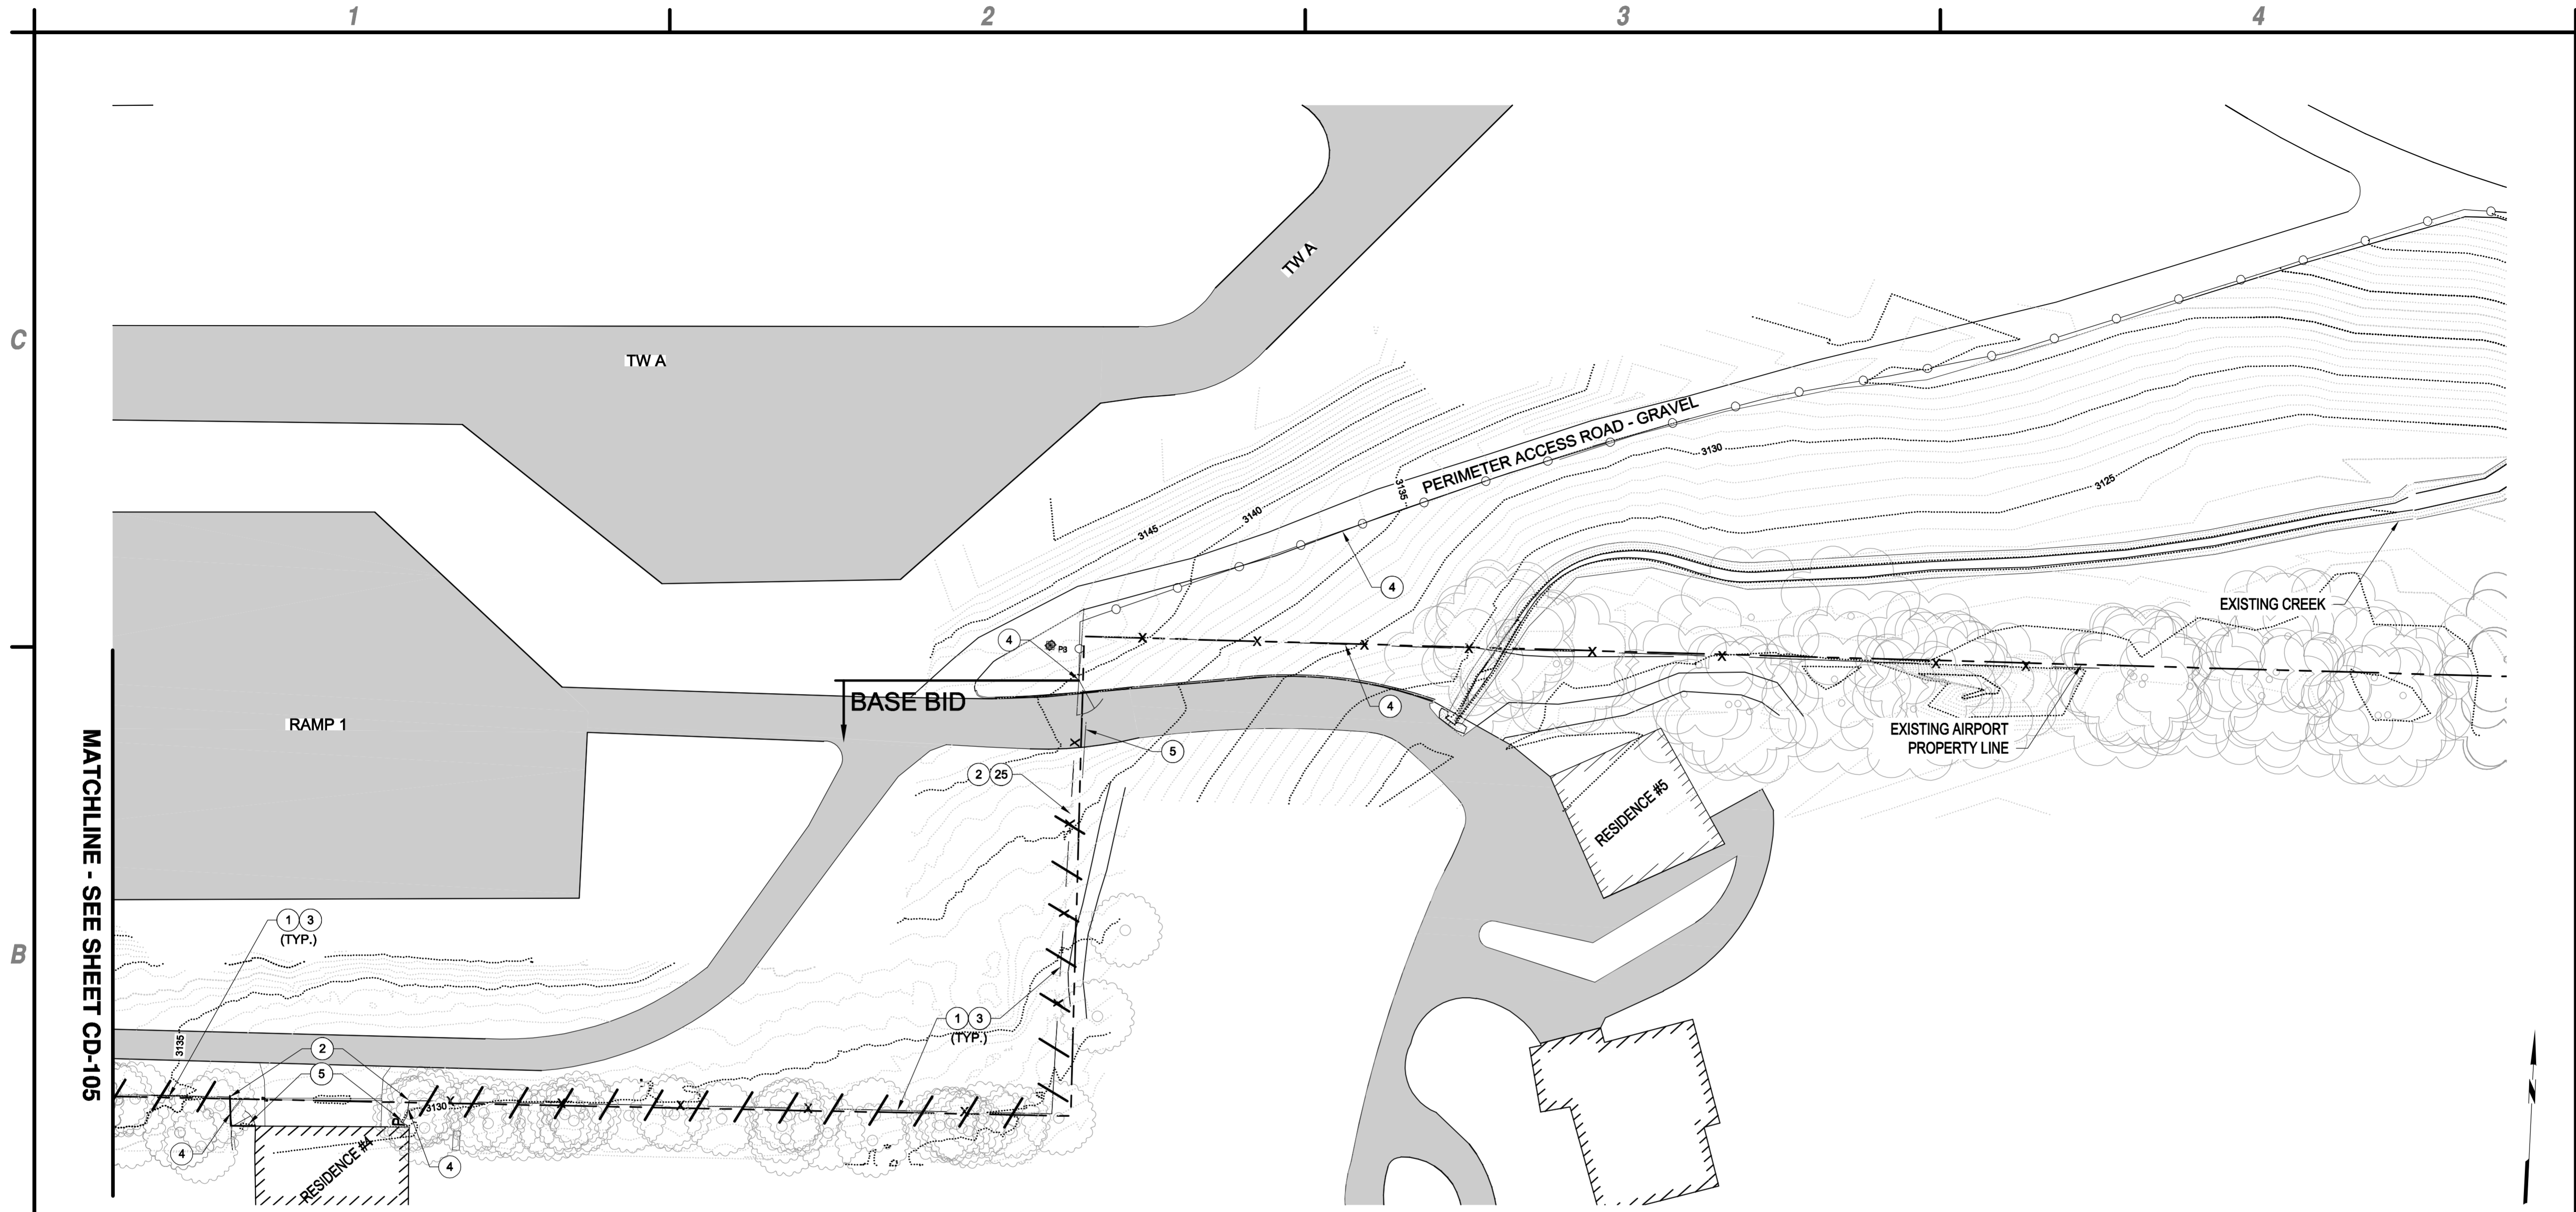 1
2
3
4
C
B
TW A
TW A
PERIMETER ACCESS ROAD - GRAVEL
3130
3125
3135
3140
3145
4
EXISTING CREEK
4
P3
BASE BID
4
RAMP 1
5
EXISTING AIRPORT
PROPERTY LINE
2 25
RESIDENCE #5
MATCHLINE - SEE SHEET CD-105
1 3
(TYP.)
1 3
(TYP.)
3135
2
5
3130
4
4
RESIDENCE #4
N